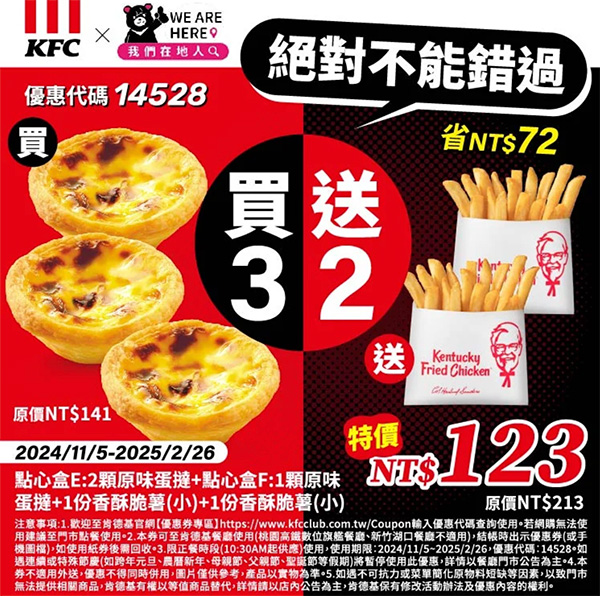 KFC × WE ARE HERE
我們在地人
絕對不能錯過
優惠代碼 14528
省NT$72
買
買3 送2
送
Kentucky
Fried Chicken
原價NT$141
2024/11/5-2025/2/26
特價
NT$123
原價NT$213
點心盒E:2顆原味蛋撻+點心盒F:1顆原味
蛋撻+1份香酥脆薯(小)+1份香酥脆薯(小)
注意事項:1.歡迎至肯德基官網【優惠券專區】https://www.kfcclub.com.tw/Coupon輸入優惠代碼查詢使用。若網購無法使
用建議至門市點餐使用。2.本券可至肯德基餐廳使用(桃園高鐵數位旗艦餐廳、新竹湖口餐廳不適用),結帳時出示優惠券(或手
機圖檔),如使用紙券後需回收。3.限正餐時段(10:30AM起供應)使用,使用期限:2024/11/5~2025/2/26,優惠代碼:14528。如
遇連續或特殊節慶(如跨年元旦、農曆新年、母親節、父親節、聖誕節等假期)將暫停使用此優惠,詳情以餐廳門市公告為主。4.本
券不適用外送,優惠不得同時併用,圖片僅供參考,產品以實物為準。5.如遇不可抗力或菜單簡化原物料短缺等因素,以致門市
無法提供相關商品,肯德基有權以等值商品替代,詳情請以店內公告為主,肯德基保有修改活動辦法及優惠內容的權利。